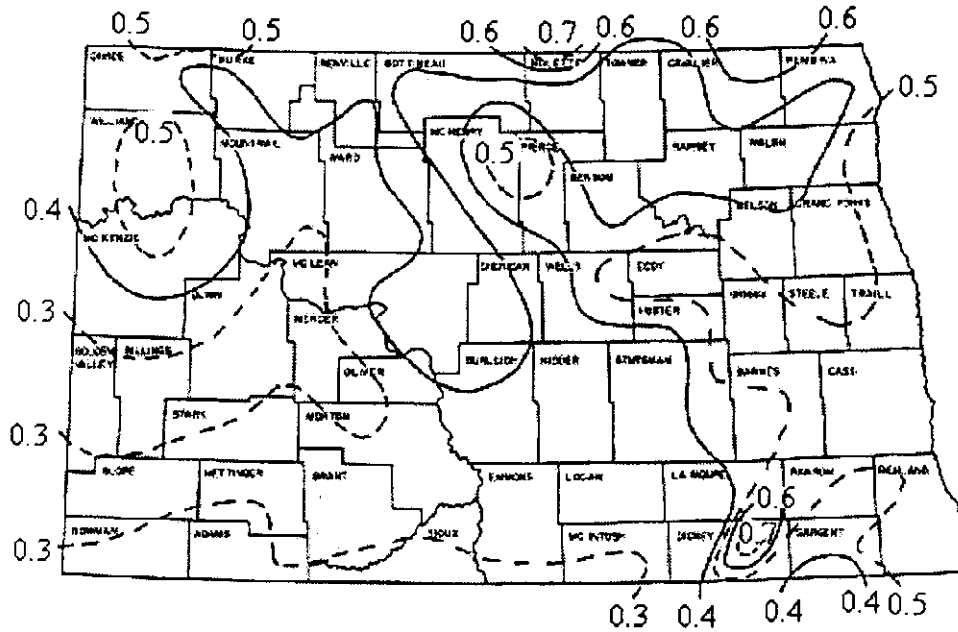 0.5 0.5 0.6 0.7 0.6 0.6 0.6
BURKE RENVILLE CAVALIER PEMBINA
WILLIAMS MOUNTRAIL WARD MC HENRY PIERCE RAMSEY WALSH 0.5
0.5 0.5
BENSON
0.4 NELSON GRAND FORKS
MC KENZIE
MC LEAN SHERIDAN WELLS EDDY
0.3 DUNN STEELE TRAILL
MERCER FOSTER
GOLDEN VALLEY BILLINGS OLIVER BURLEIGH KIDDER STUTSMAN BARNES CASS
0.3 STARK MORTON
SLOPE HETTINGER GRANT EMMONS LOGAN LA MOURE RANSOM RICHLAND
0.6
0.3 BOWMAN ADAMS SIOUX MC INTOSH DICKEY 0.7 SARGENT
0.3 0.4 0.4 0.4 0.5